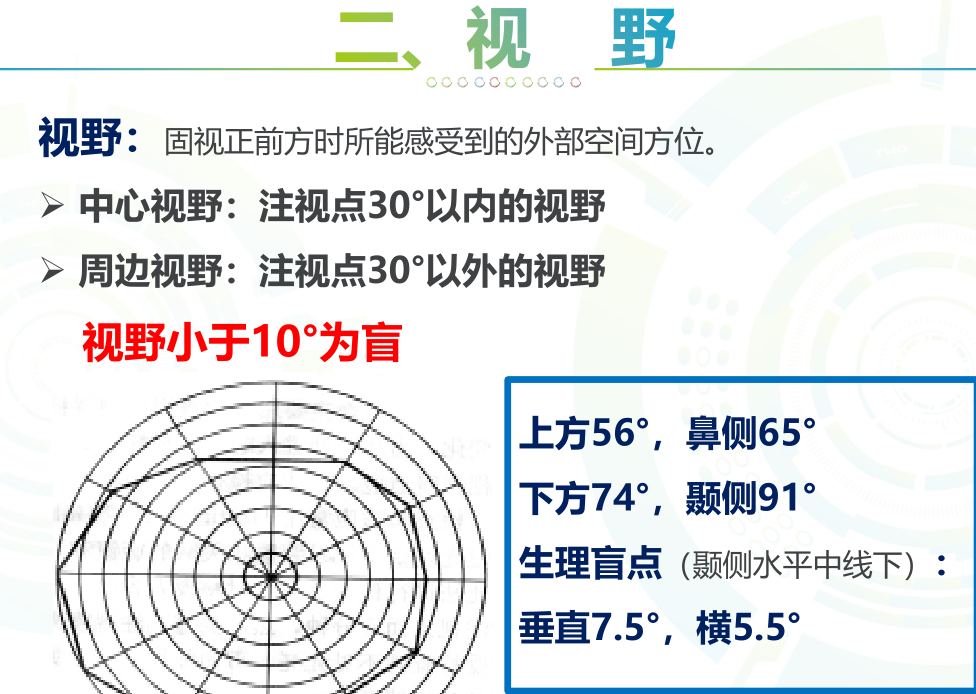 二、视 野
视野：固视正前方时所能感受到的外部空间方位。
中心视野：注视点30°以内的视野
周边视野：注视点30°以外的视野
视野小于10°为盲
上方56°，鼻侧65°
下方74°，颞侧91°
生理盲点（颞侧水平中线下）：
垂直7.5°，横5.5°